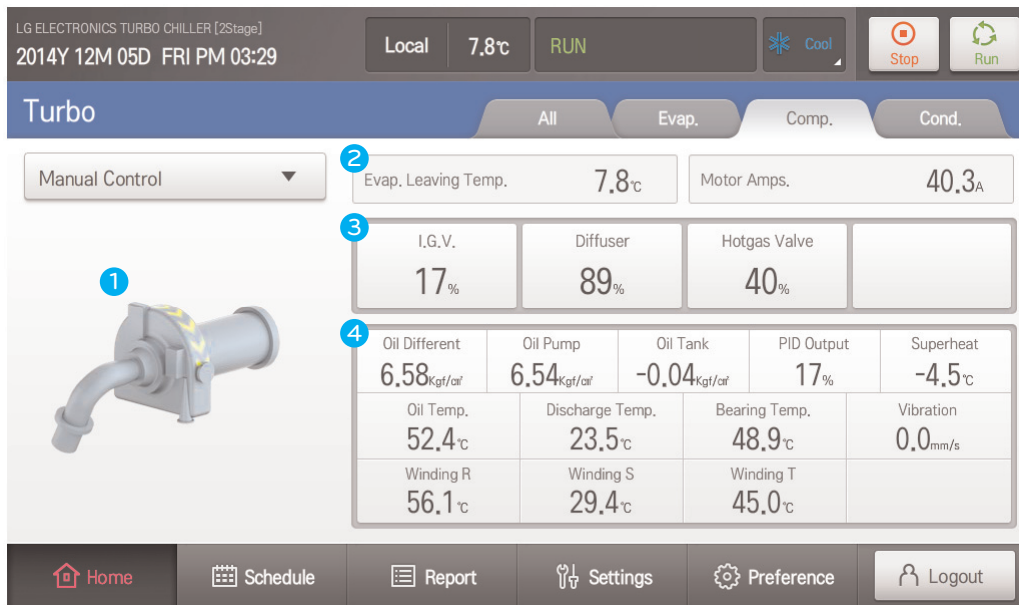 LG ELECTRONICS TURBO CHILLER [2Stage]
2014Y 12M 05D FRI PM 03:29
Local 7.8℃ RUN Cool
Stop Run
Turbo
All Evap. Comp. Cond.
Manual Control
2
Evap. Leaving Temp. 7.8℃ Motor Amps. 40.3A
3
I.G.V. Diffuser Hotgas Valve
17% 89% 40%
1
4
Oil Different Oil Pump Oil Tank PID Output Superheat
6.58Kgf/㎠ 6.54Kgf/㎠ -0.04Kgf/㎠ 17% -4.5℃
Oil Temp. Discharge Temp. Bearing Temp. Vibration
52.4℃ 23.5℃ 48.9℃ 0.0mm/s
Winding R Winding S Winding T
56.1℃ 29.4℃ 45.0℃
Home Schedule Report Settings Preference Logout